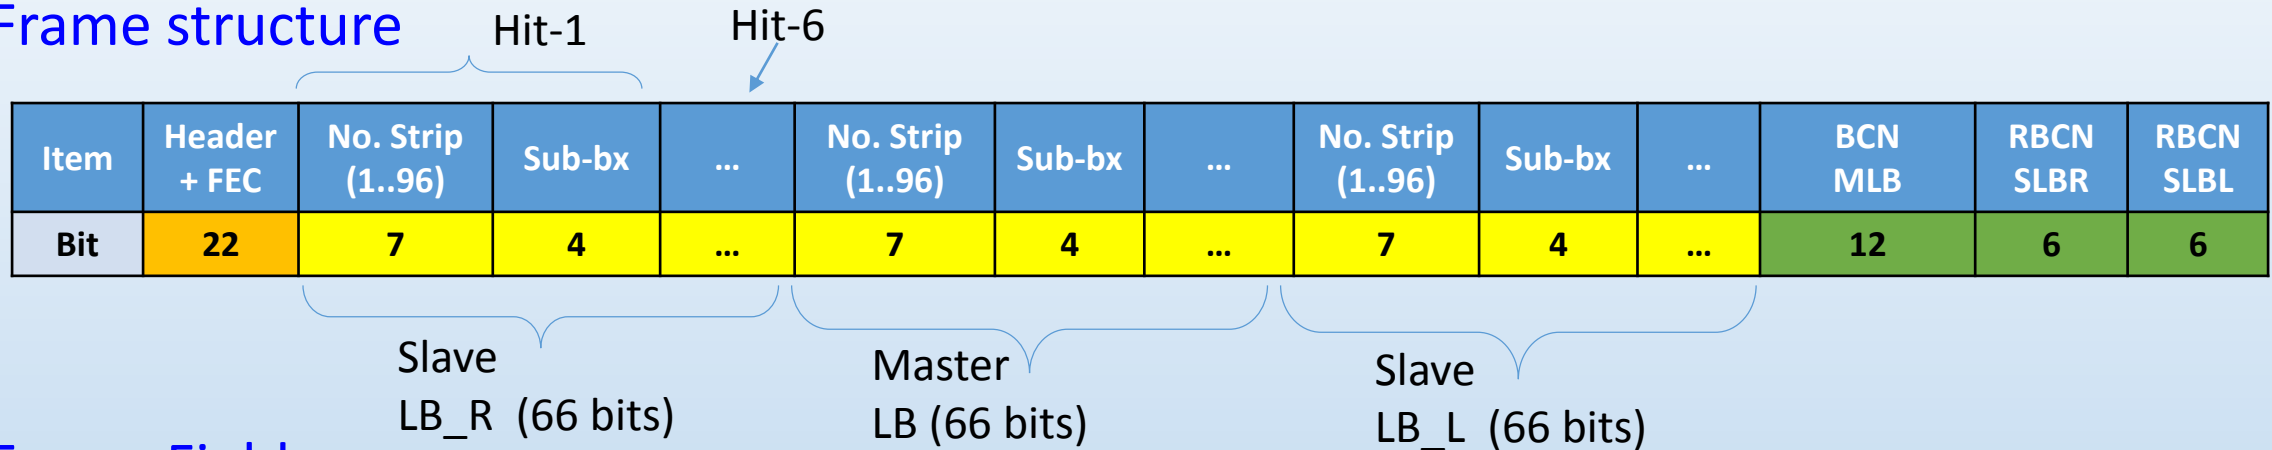 Frame structure
Hit-1
Hit-6
Item
Header
+ FEC
No. Strip
(1..96)
Sub-bx
...
No. Strip
(1..96)
Sub-bx
...
No. Strip
(1..96)
Sub-bx
...
BCN
MLB
RBCN
SLBR
RBCN
SLBL
Bit
22
7
4
...
7
4
...
7
4
...
12
6
6
Slave
LB_R (66 bits)
Master
LB (66 bits)
Slave
LB_L (66 bits)